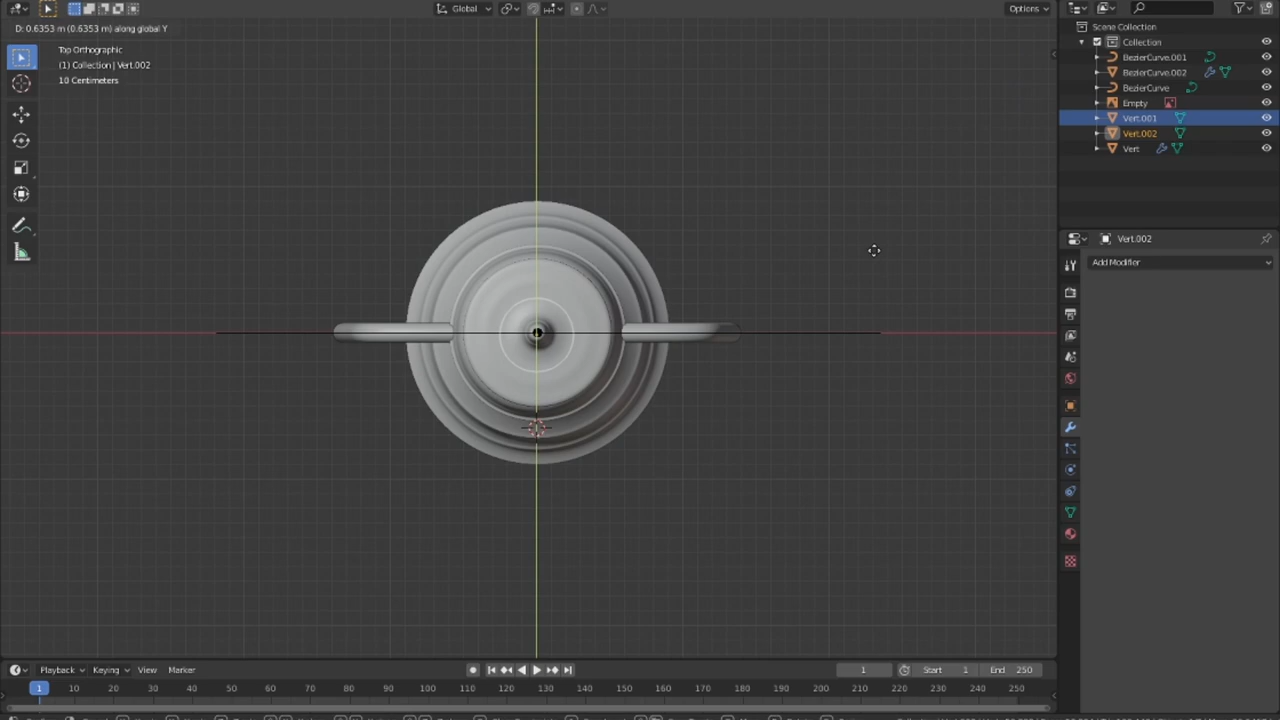 Global
Options
D: 0.6353 m (0.6353 m) along global Y
Top Orthographic
(1) Collection | Vert.002
10 Centimeters
Scene Collection
Collection
BezierCurve.001
BezierCurve.002
BezierCurve
Empty
Vert.001
Vert.002
Vert
Vert.002
Add Modifier
Playback
Keying
View
Marker
1
Start 1
End 250
1 10 20 30 40 50 60 70 80 90 100 110 120 130 140 150 160 170 180 190 200 210 220 230 240 250